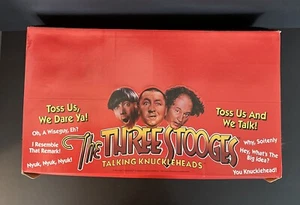 Toss Us,
We Dare Ya!
Oh, A Wiseguy, Eh?
I Resemble
That Remark!
Nyuk, Nyuk, Nyuk!
The THREE STOOGES
TALKING KNUCKLEHEADS
Toss Us And
We Talk!
Why, Soitenly
Hey, What's The
Big Idea?
You Knucklehead!